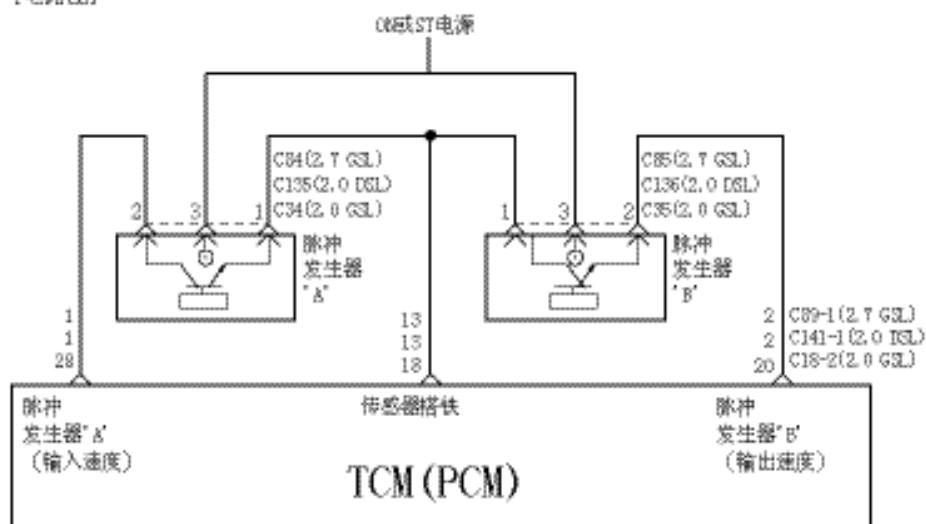 ON或ST电源
C84(2.7 GSL)
C135(2.0 DSL)
C34(2.0 GSL)
C85(2.7 GSL)
C136(2.0 DSL)
C35(2.0 GSL)
2 3 1
1 3 2
脉冲
发生器
"A"
脉冲
发生器
"B"
1
1
28
13
13
18
2 C89-1(2.7 GSL)
2 C141-1(2.0 DSL)
20 C18-2(2.0 GSL)
脉冲
发生器"A"
（输入速度）
传感器搭铁
脉冲
发生器"B"
（输出速度）
TCM(PCM)